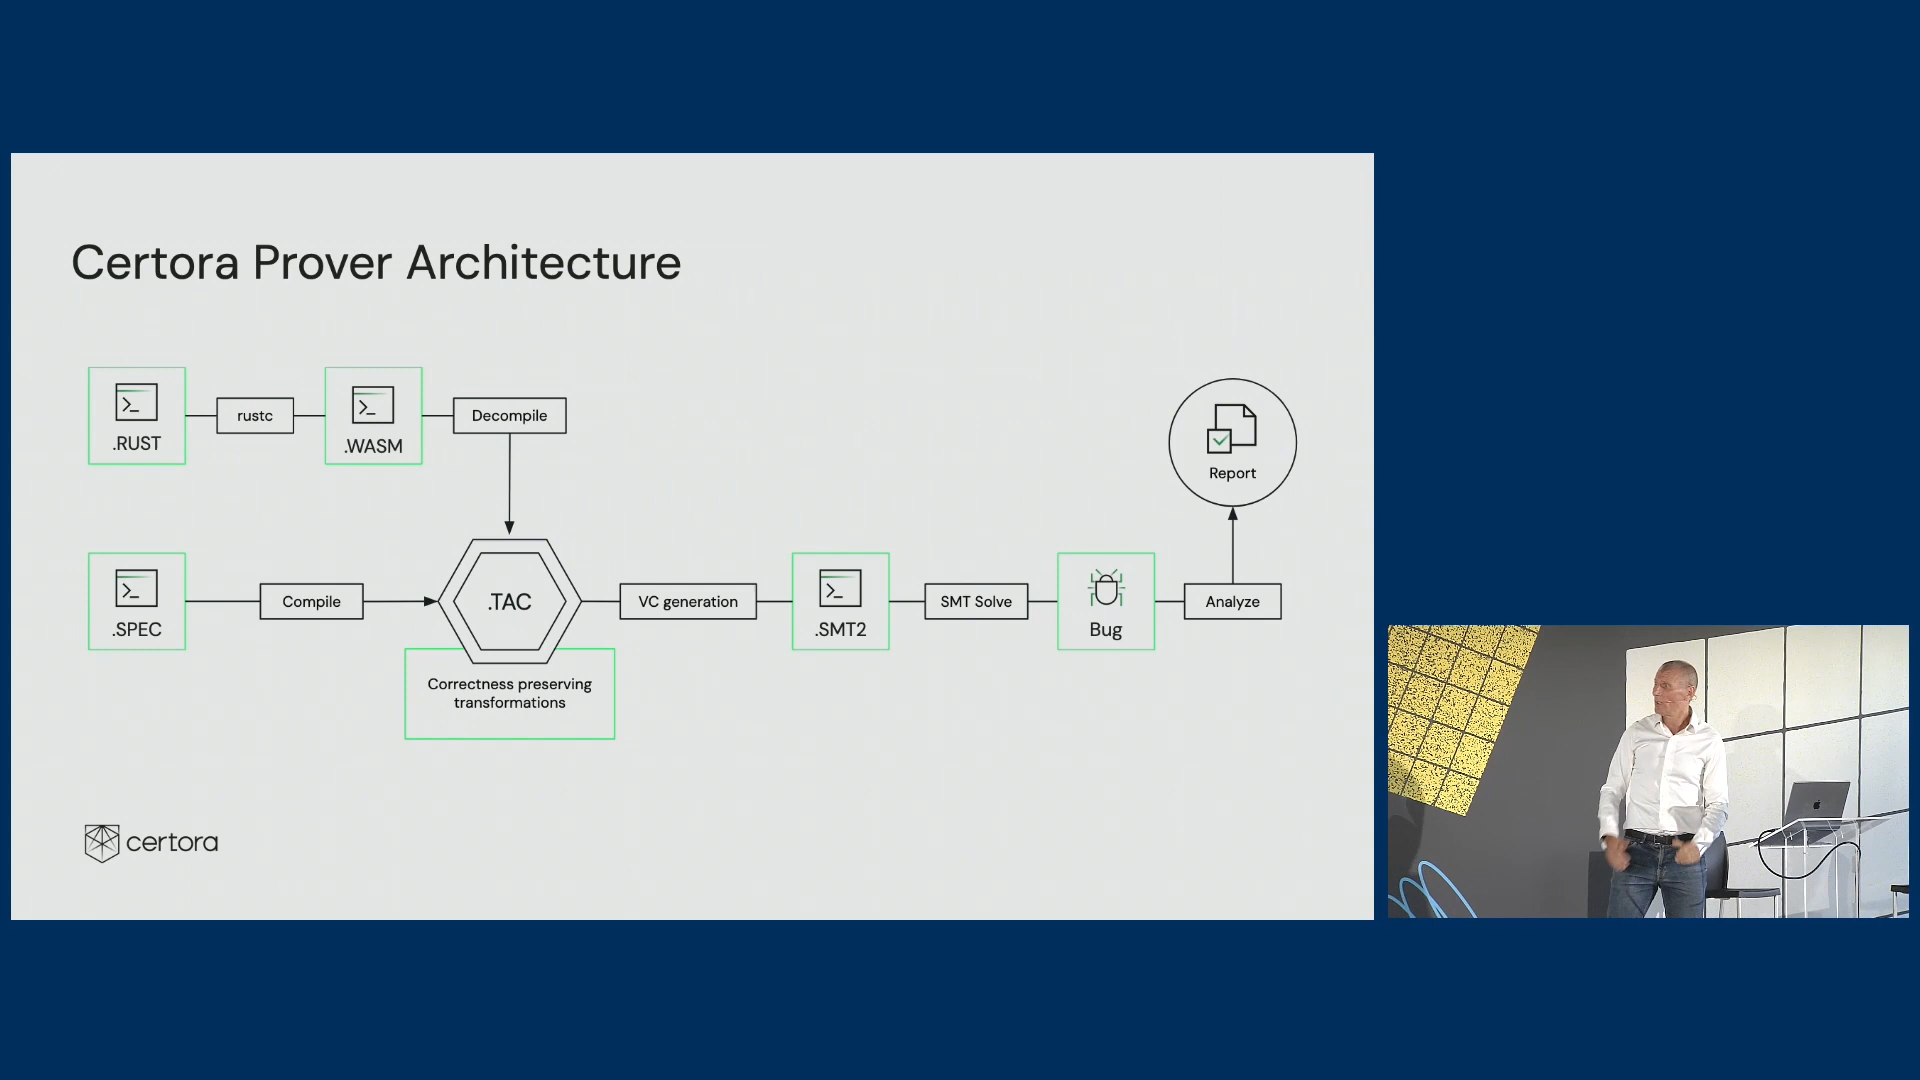 Certora Prover Architecture
.RUST
rustc
.WASM
Decompile
Report
.SPEC
Compile
.TAC
VC generation
.SMT2
SMT Solve
Bug
Analyze
Correctness preserving
transformations
certora